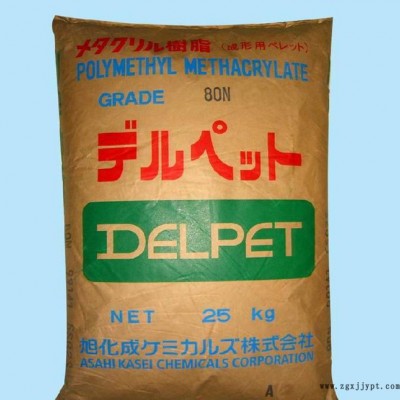 メタクリル樹脂 (成形用ペレット)
POLYMETHYL METHACRYLATE
GRADE 80N
デルペット
DELPET
NET 25 kg
旭化成ケミカルズ株式会社
ASAHI KASEI CHEMICALS CORPORATION
A
www.zgxjjypt.com